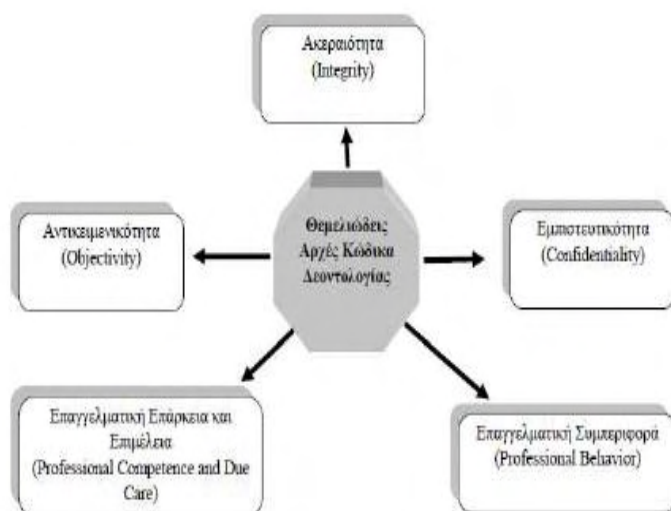 Ακεραιότητα
(Integrity)
Αντικειμενικότητα
(Objectivity)
Θεμελιώδεις
Αρχές Κώδικα
Δεοντολογίας
Εμπιστευτικότητα
(Confidentiality)
Επαγγελματική Επάρκεια και
Επιμέλεια
(Professional Competence and Due
Care)
Επαγγελματική Συμπεριφορά
(Professional Behavior)